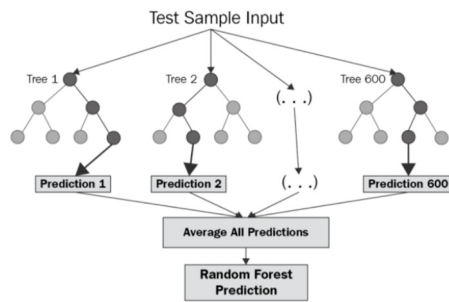 Test Sample Input
Tree 1
Tree 2
(. . .)
Tree 600
Prediction 1
Prediction 2
(. . .)
Prediction 600
Average All Predictions
Random Forest
Prediction